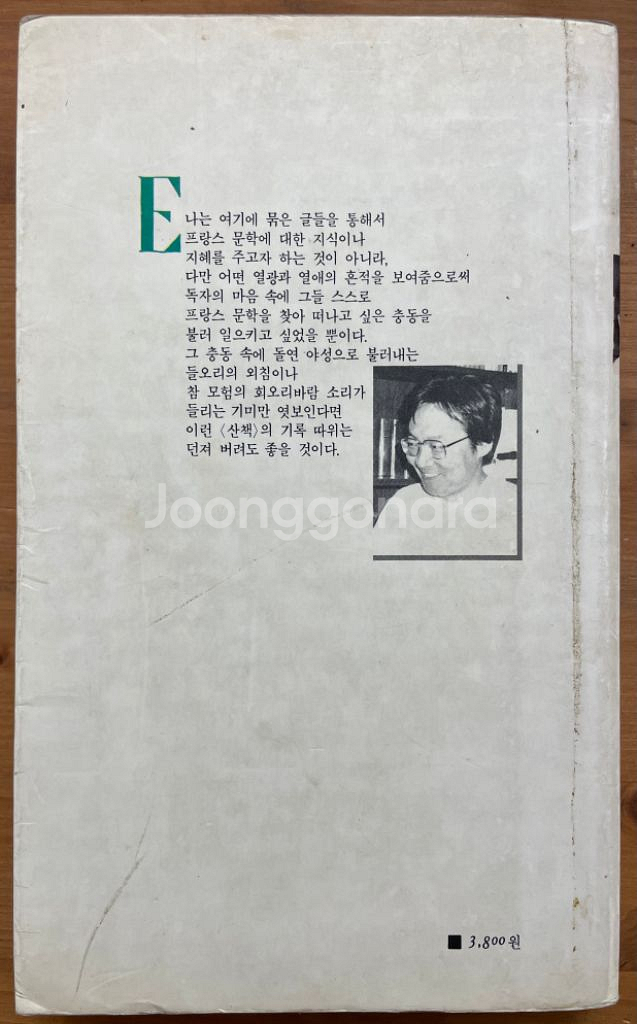 E
나는 여기에 묶은 글들을 통해서
프랑스 문학에 대한 지식이나
지혜를 주고자 하는 것이 아니라,
다만 어떤 열광과 열애의 흔적을 보여줌으로써
독자의 마음 속에 그들 스스로
프랑스 문학을 찾아 떠나고 싶은 충동을
불러 일으키고 싶었을 뿐이다.
그 충동 속에 돌연 야성으로 불러내는
들오리의 외침이나
참 모험의 회오리바람 소리가
들리는 기미만 엿보인다면
이런 〈산책〉의 기록 따위는
던져 버려도 좋을 것이다.
Joonggonara
■ 3,800원